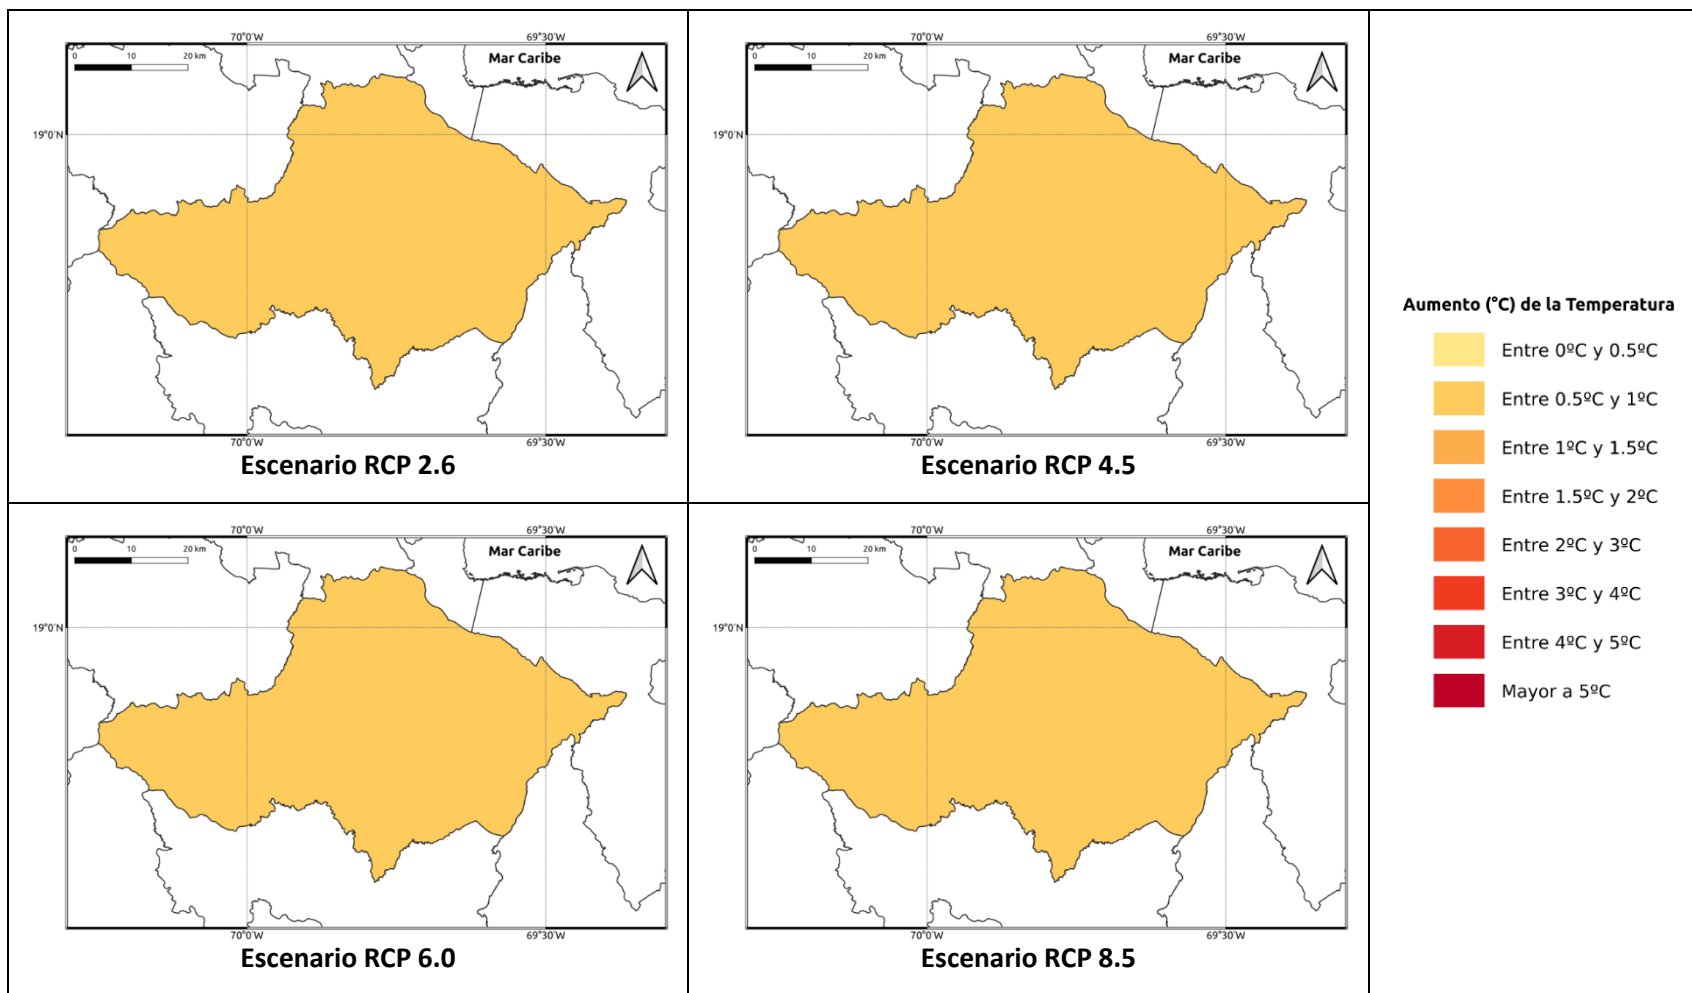 70°0'W 69°30'W
0 10 20 km
Mar Caribe
19°0'N
70°0'W 69°30'W
Escenario RCP 2.6
70°0'W 69°30'W
0 10 20 km
Mar Caribe
19°0'N
70°0'W 69°30'W
Escenario RCP 4.5
70°0'W 69°30'W
0 10 20 km
Mar Caribe
19°0'N
70°0'W 69°30'W
Escenario RCP 6.0
70°0'W 69°30'W
0 10 20 km
Mar Caribe
19°0'N
70°0'W 69°30'W
Escenario RCP 8.5
Aumento (°C) de la Temperatura
Entre 0ºC y 0.5ºC
Entre 0.5ºC y 1ºC
Entre 1ºC y 1.5ºC
Entre 1.5ºC y 2ºC
Entre 2ºC y 3ºC
Entre 3ºC y 4ºC
Entre 4ºC y 5ºC
Mayor a 5ºC